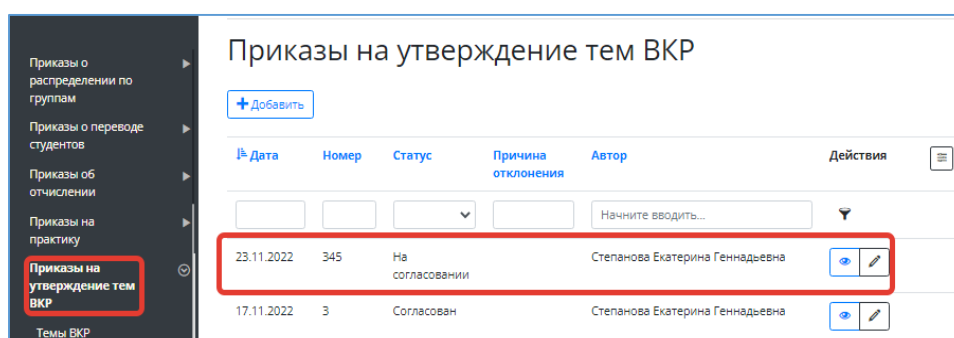 Приказы о
распределении по
группам
Приказы о переводе
студентов
Приказы об
отчислении
Приказы на
практику
Приказы на
утверждение тем
ВКР
Темы ВКР
Приказы на утверждение тем ВКР
+ Добавить
Дата Номер Статус Причина отклонения Автор Действия
Начните вводить...
23.11.2022 345 На согласовании Степанова Екатерина Геннадьевна
17.11.2022 3 Согласован Степанова Екатерина Геннадьевна